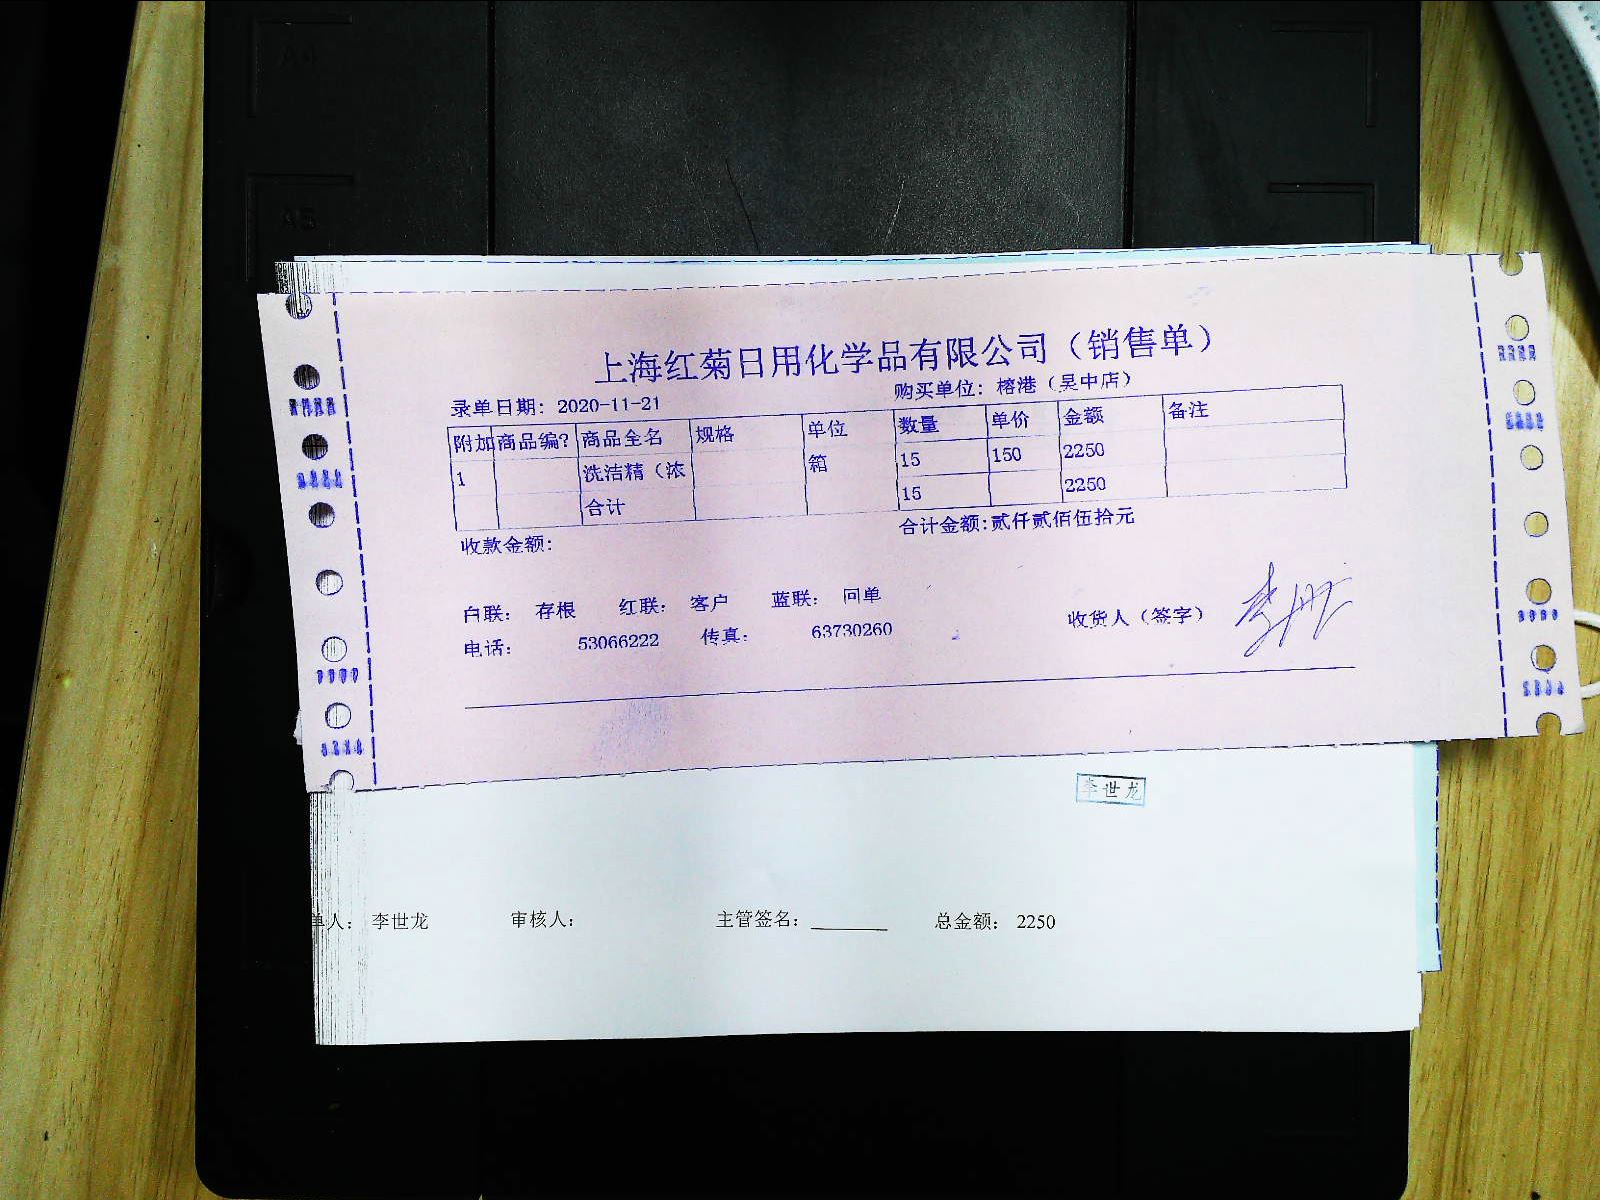 A4
A5
上海红菊日用化学品有限公司（销售单）
录单日期: 2020-11-21 购买单位: 榕港（吴中店）
附加 商品编? 商品全名 规格 单位 数量 单价 金额 备注
1 洗洁精（浓 箱 15 150 2250
合计 15 2250
收款金额: 合计金额:贰仟贰佰伍拾元
白联: 存根 红联: 客户 蓝联: 回单
电话: 53066222 传真: 63730260 收货人（签字）
李世龙
单人: 李世龙 审核人: 主管签名: 总金额: 2250